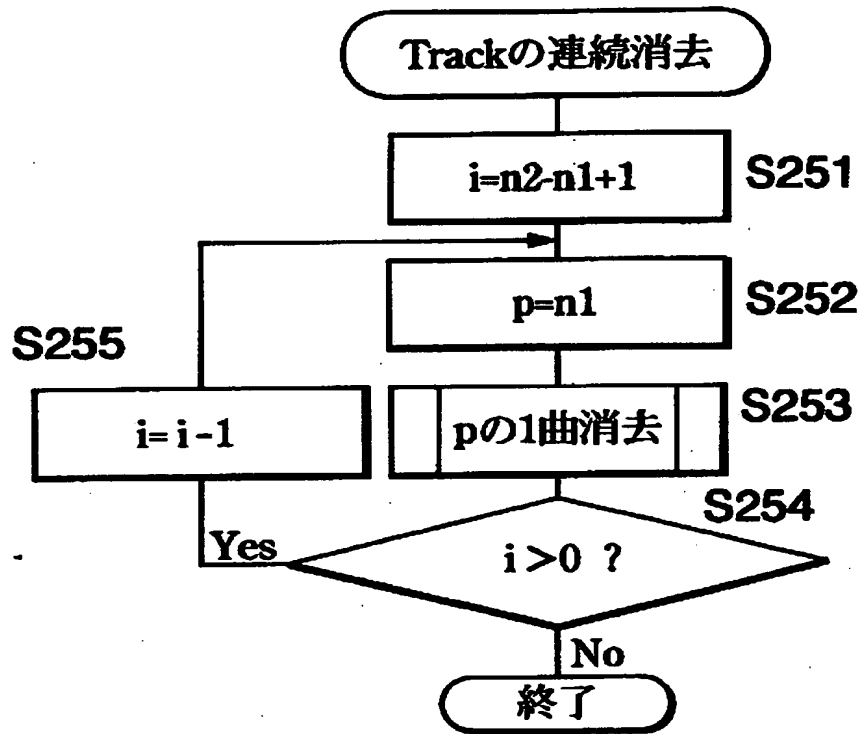 Trackの連続消去
i=n2-n1+1
S251
p=n1
S252
S255
i= i -1
pの1曲消去
S253
S254
Yes
i >0 ?
No
終了